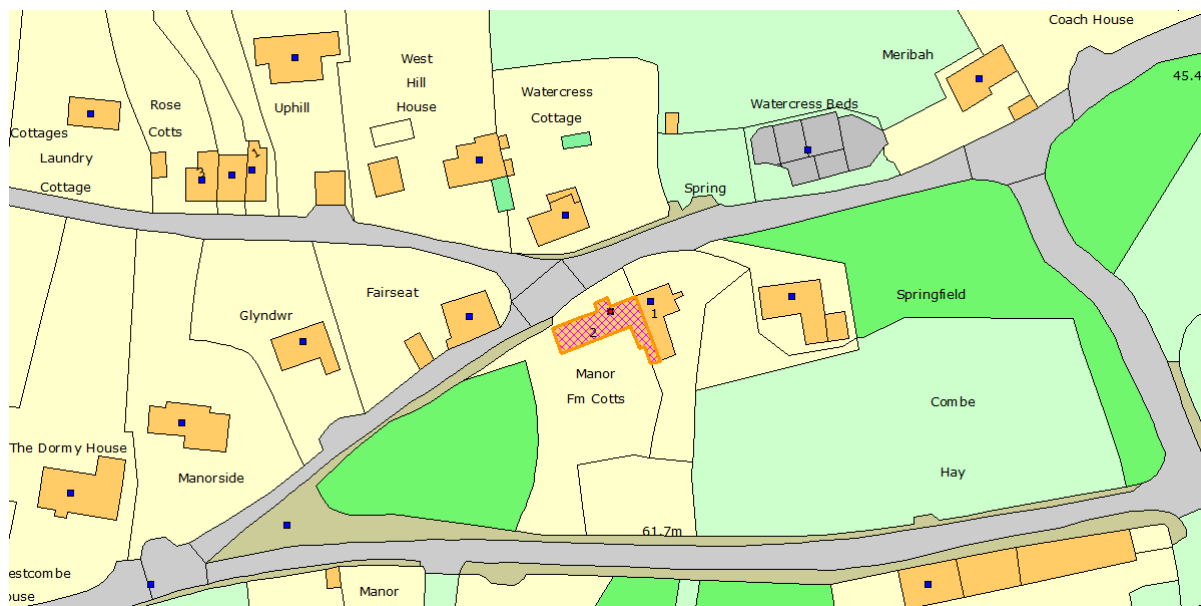 Coach House
West
Hill
House
Meribah
45.4
Watercress
Cottage
Watercress Beds
Rose
Cotts
Uphill
Cottages
Laundry
Cottage
1
3
Spring
Fairseat
Springfield
Glyndwr
1
2
Manor
Fm Cotts
Combe
Hay
The Dormy House
Manorside
61.7m
estcombe
ouse
Manor